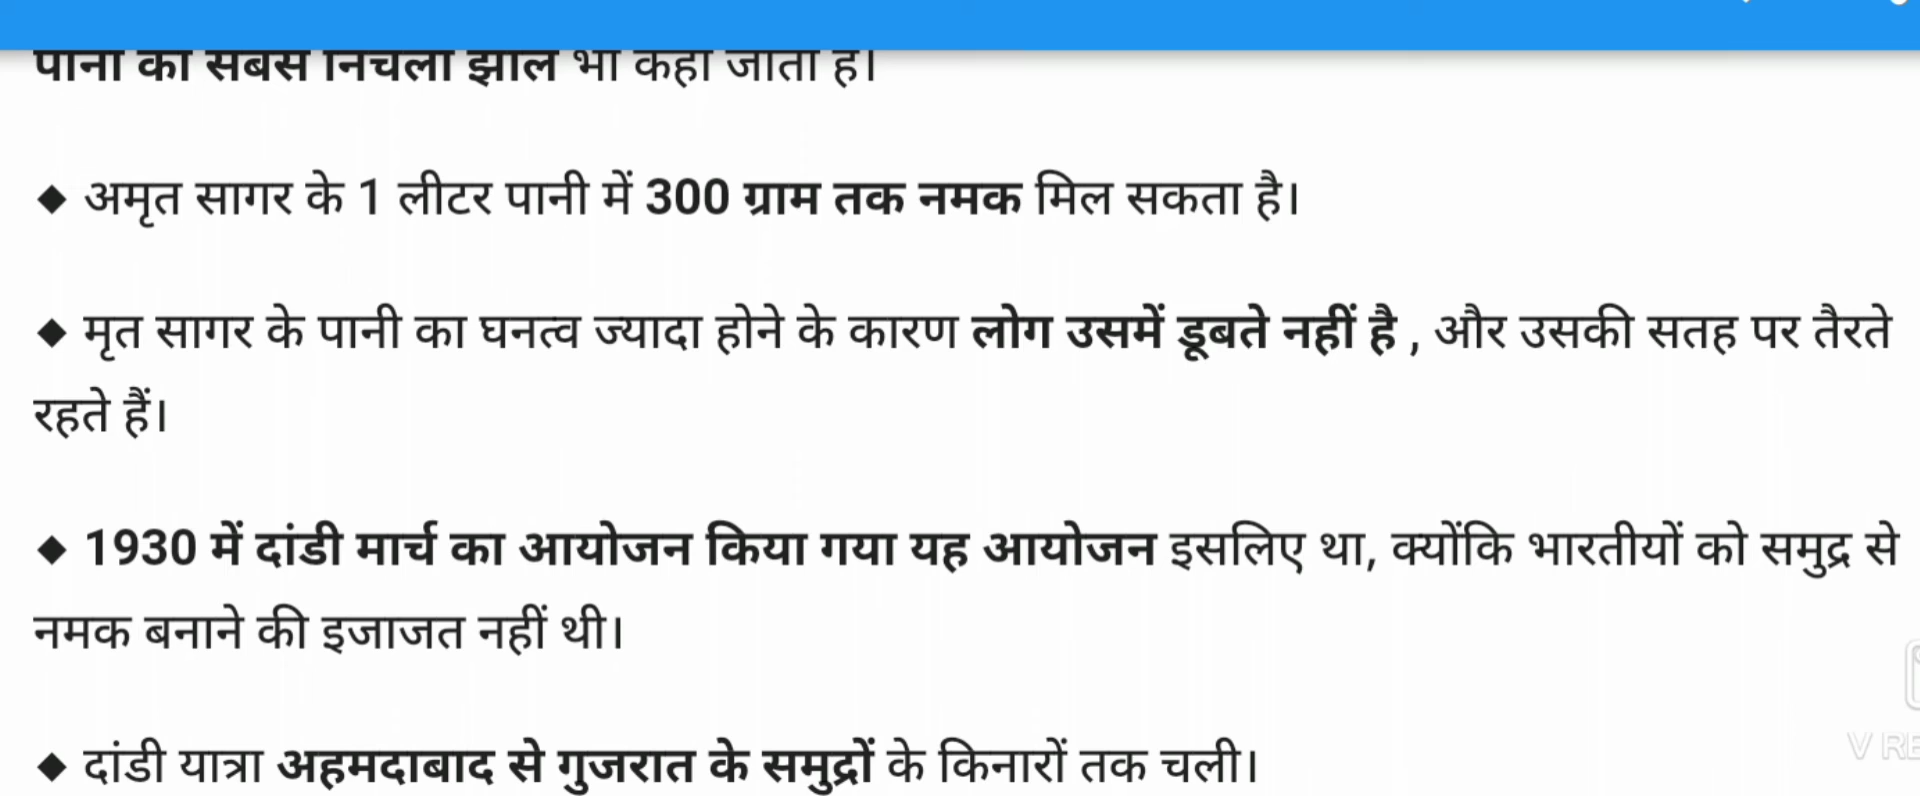 पानी की सबसे निचली झील भी कहा जाता है।
◆ अमृत सागर के 1 लीटर पानी में 300 ग्राम तक नमक मिल सकता है।
◆ मृत सागर के पानी का घनत्व ज्यादा होने के कारण लोग उसमें डूबते नहीं है , और उसकी सतह पर तैरते
रहते हैं।
◆ 1930 में दांडी मार्च का आयोजन किया गया यह आयोजन इसलिए था, क्योंकि भारतीयों को समुद्र से
नमक बनाने की इजाजत नहीं थी।
◆ दांडी यात्रा अहमदाबाद से गुजरात के समुद्रों के किनारों तक चली।